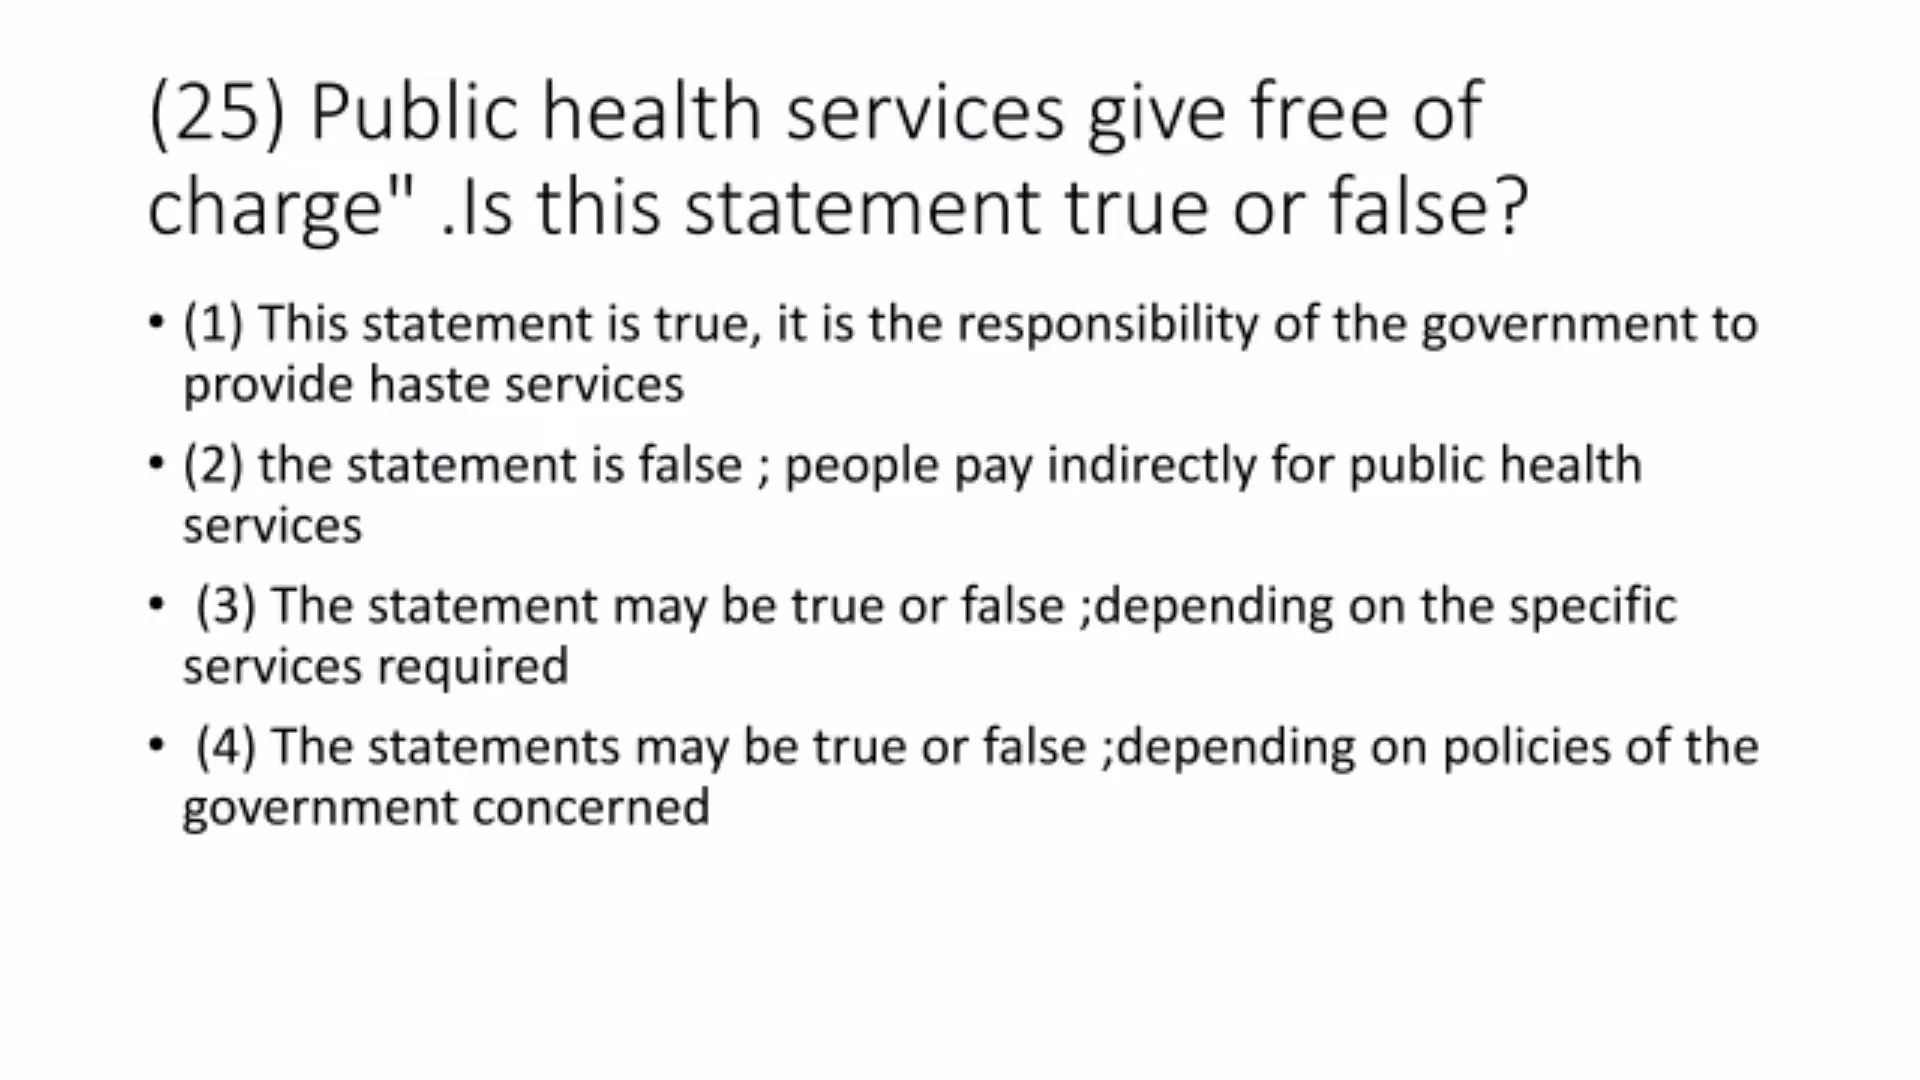 (25) Public health services give free of
charge" .Is this statement true or false?
• (1) This statement is true, it is the responsibility of the government to
provide haste services
• (2) the statement is false ; people pay indirectly for public health
services
• (3) The statement may be true or false ;depending on the specific
services required
• (4) The statements may be true or false ;depending on policies of the
government concerned